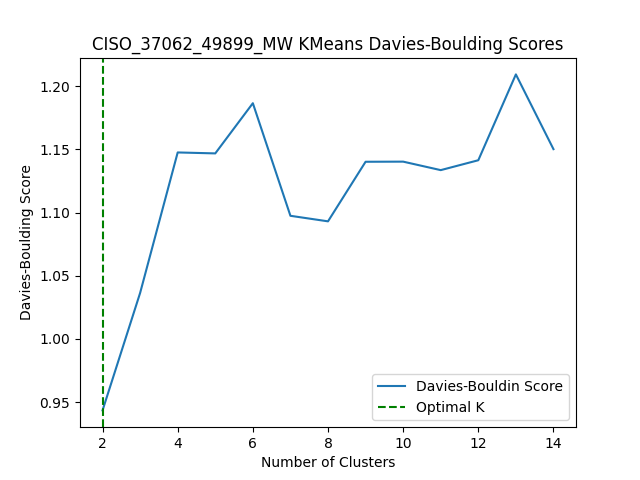 CISO_37062_49899_MW KMeans Davies-Boulding Scores
Davies-Boulding Score
1.20
1.15
1.10
1.05
1.00
0.95
Davies-Bouldin Score
Optimal K
2 4 6 8 10 12 14
Number of Clusters